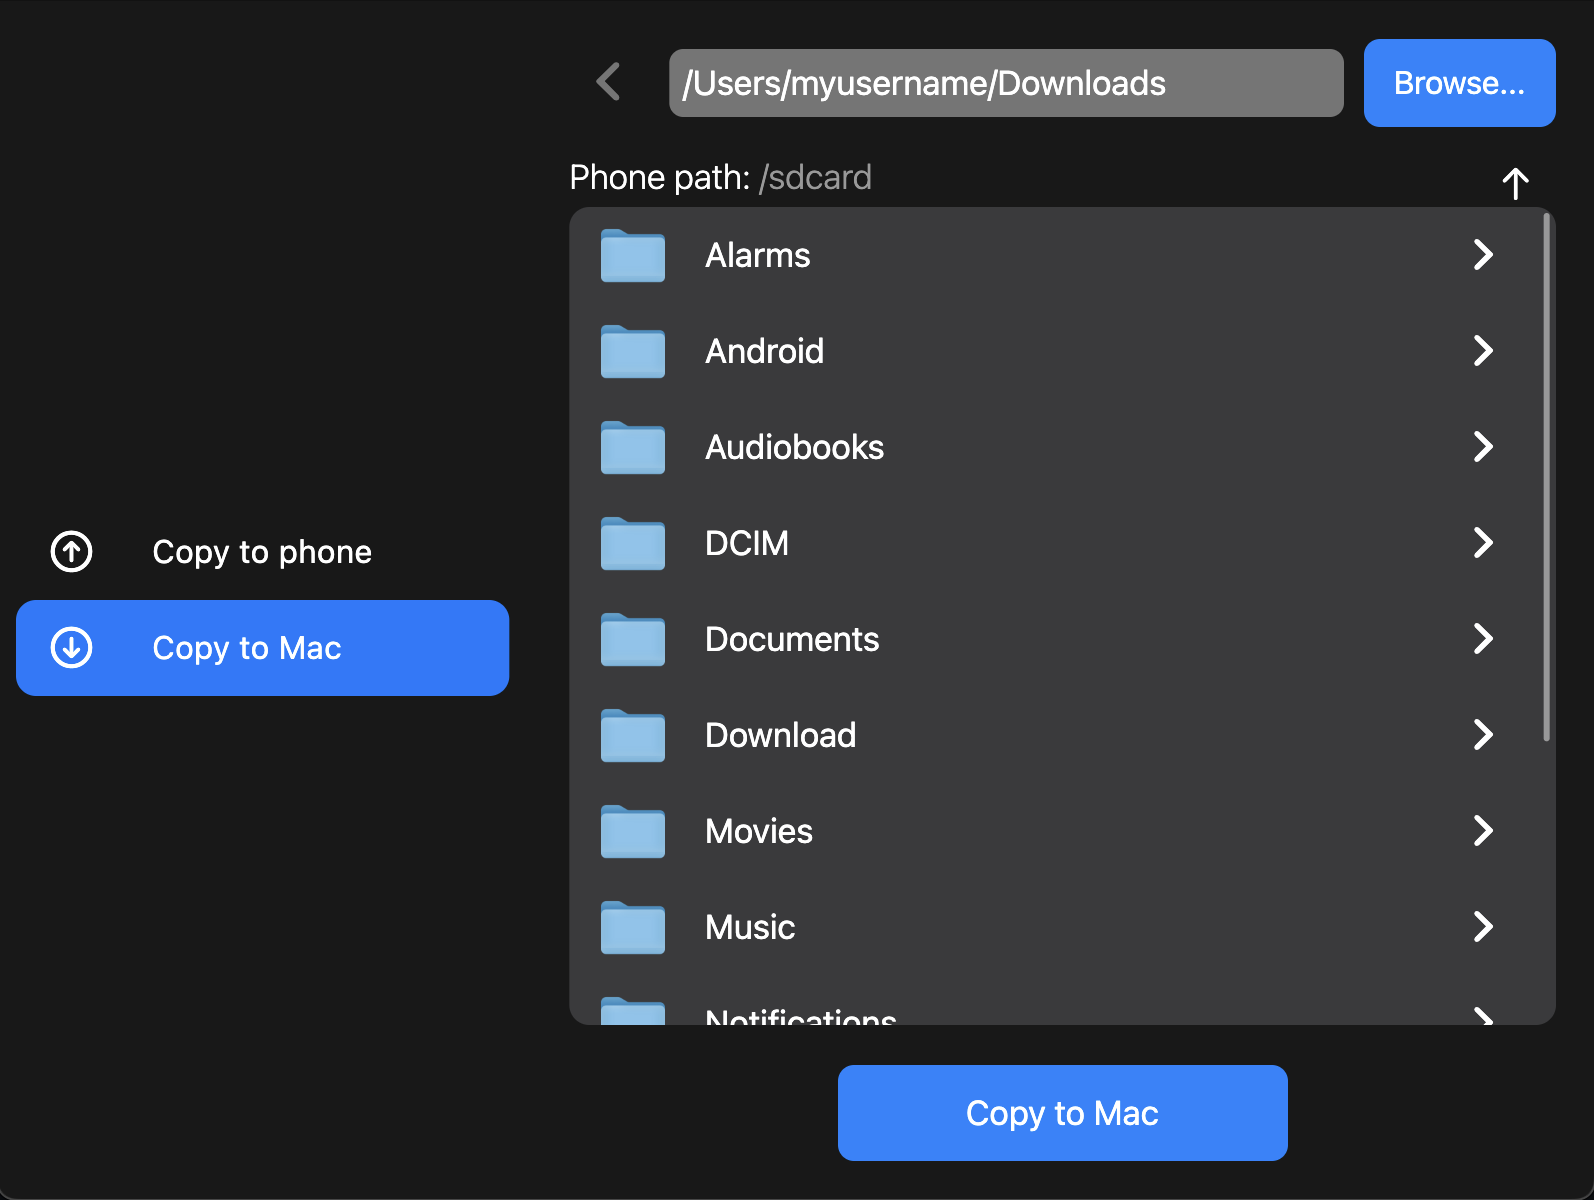 /Users/myusername/Downloads
Browse...
Phone path: /sdcard
Alarms
Android
Audiobooks
DCIM
Documents
Download
Movies
Music
Notifications
Copy to phone
Copy to Mac
Copy to Mac